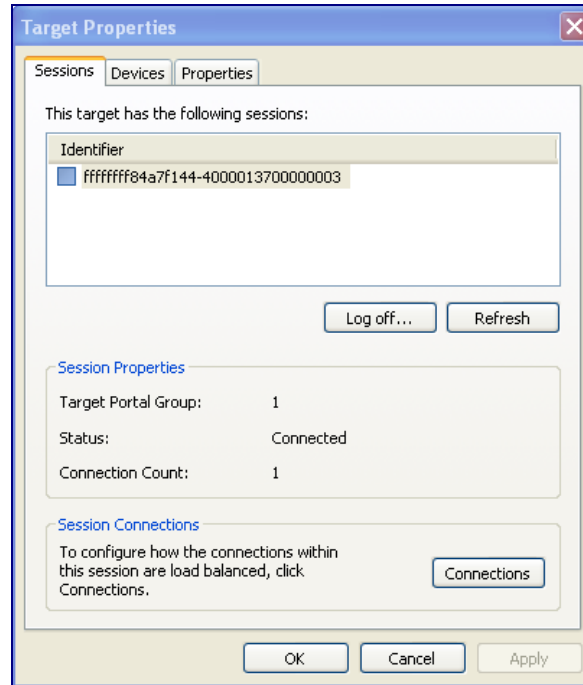 Target Properties
Sessions Devices Properties
This target has the following sessions:
Identifier
ffffffff84a7f144-4000013700000003
Log off... Refresh
Session Properties
Target Portal Group: 1
Status: Connected
Connection Count: 1
Session Connections
To configure how the connections within
this session are load balanced, click
Connections.
Connections
OK Cancel Apply